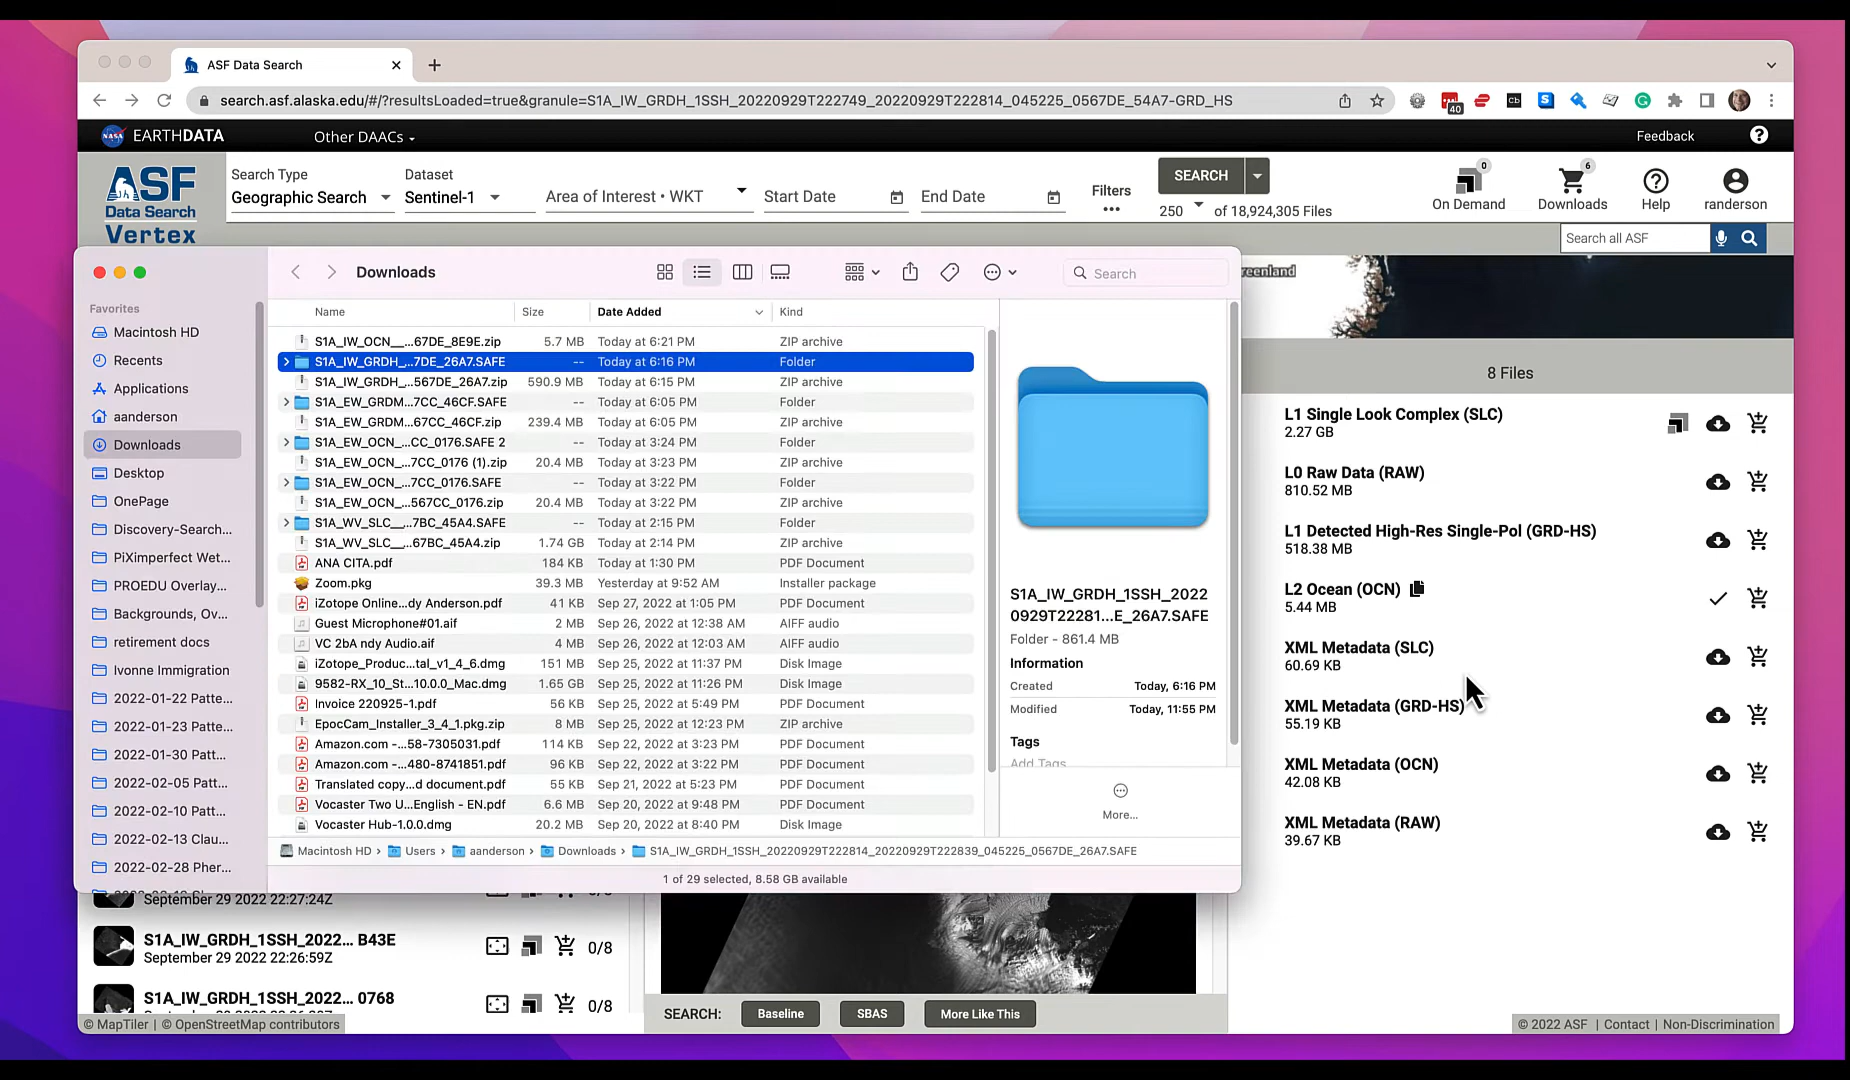 ASF Data Search
search.asf.alaska.edu/#/?resultsLoaded=true&granule=S1A_IW_GRDH_1SSH_20220929T222749_20220929T222814_045225_0567DE_54A7-GRD_HS
40
EARTHDATA
Other DAACs
Feedback
ASF
Data Search
Vertex
Search Type
Geographic Search
Dataset
Sentinel-1
Area of Interest • WKT
Start Date
End Date
Filters
•••
SEARCH
250 of 18,924,305 Files
0
On Demand
6
Downloads
Help
randerson
Search all ASF
reenland
Downloads
Search
Favorites
Macintosh HD
Recents
Applications
aanderson
Downloads
Desktop
OnePage
Discovery-Search...
PiXimperfect Wet...
PROEDU Overlay...
Backgrounds, Ov...
retirement docs
Ivonne Immigration
2022-01-22 Patte...
2022-01-23 Patte...
2022-01-30 Patt...
2022-02-05 Patt...
2022-02-10 Patt...
2022-02-13 Clau...
2022-02-28 Pher...
Name Size Date Added Kind
S1A_IW_OCN__...67DE_8E9E.zip 5.7 MB Today at 6:21 PM ZIP archive
S1A_IW_GRDH_...7DE_26A7.SAFE -- Today at 6:16 PM Folder
S1A_IW_GRDH_...567DE_26A7.zip 590.9 MB Today at 6:15 PM ZIP archive
S1A_EW_GRDM...7CC_46CF.SAFE -- Today at 6:05 PM Folder
S1A_EW_GRDM...67CC_46CF.zip 239.4 MB Today at 6:05 PM ZIP archive
S1A_EW_OCN_...CC_0176.SAFE 2 -- Today at 3:24 PM Folder
S1A_EW_OCN_...7CC_0176 (1).zip 20.4 MB Today at 3:23 PM ZIP archive
S1A_EW_OCN_...7CC_0176.SAFE -- Today at 3:22 PM Folder
S1A_EW_OCN_...567CC_0176.zip 20.4 MB Today at 3:22 PM ZIP archive
S1A_WV_SLC__...7BC_45A4.SAFE -- Today at 2:15 PM Folder
S1A_WV_SLC__...67BC_45A4.zip 1.74 GB Today at 2:14 PM ZIP archive
ANA CITA.pdf 184 KB Today at 1:30 PM PDF Document
Zoom.pkg 39.3 MB Yesterday at 9:52 AM Installer package
iZotope Online...dy Anderson.pdf 41 KB Sep 27, 2022 at 1:05 PM PDF Document
Guest Microphone#01.aif 2 MB Sep 26, 2022 at 12:38 AM AIFF audio
VC 2bA ndy Audio.aif 4 MB Sep 26, 2022 at 12:03 AM AIFF audio
iZotope_Produc...tal_v1_4_6.dmg 151 MB Sep 25, 2022 at 11:37 PM Disk Image
9582-RX_10_St...10.0.0_Mac.dmg 1.65 GB Sep 25, 2022 at 11:26 PM Disk Image
Invoice 220925-1.pdf 56 KB Sep 25, 2022 at 5:49 PM PDF Document
EpocCam_Installer_3_4_1.pkg.zip 8 MB Sep 25, 2022 at 12:23 PM ZIP archive
Amazon.com -...58-7305031.pdf 114 KB Sep 22, 2022 at 3:23 PM PDF Document
Amazon.com -...480-8741851.pdf 96 KB Sep 22, 2022 at 3:22 PM PDF Document
Translated copy...d document.pdf 55 KB Sep 21, 2022 at 5:23 PM PDF Document
Vocaster Two U...English - EN.pdf 6.6 MB Sep 20, 2022 at 9:48 PM PDF Document
Vocaster Hub-1.0.0.dmg 20.2 MB Sep 20, 2022 at 8:40 PM Disk Image
S1A_IW_GRDH_1SSH_2022
0929T22281...E_26A7.SAFE
Folder - 861.4 MB
Information
Created Today, 6:16 PM
Modified Today, 11:55 PM
Tags
Add Tags
More...
Macintosh HD › Users › aanderson › Downloads › S1A_IW_GRDH_1SSH_20220929T222814_20220929T222839_045225_0567DE_26A7.SAFE
1 of 29 selected, 8.58 GB available
8 Files
L1 Single Look Complex (SLC)
2.27 GB
L0 Raw Data (RAW)
810.52 MB
L1 Detected High-Res Single-Pol (GRD-HS)
518.38 MB
L2 Ocean (OCN)
5.44 MB
XML Metadata (SLC)
60.69 KB
XML Metadata (GRD-HS)
55.19 KB
XML Metadata (OCN)
42.08 KB
XML Metadata (RAW)
39.67 KB
September 29 2022 22:27:24Z
S1A_IW_GRDH_1SSH_2022... B43E
September 29 2022 22:26:59Z
0/8
S1A_IW_GRDH_1SSH_2022... 0768
0/8
© MapTiler | © OpenStreetMap contributors
SEARCH: Baseline SBAS More Like This
© 2022 ASF | Contact | Non-Discrimination